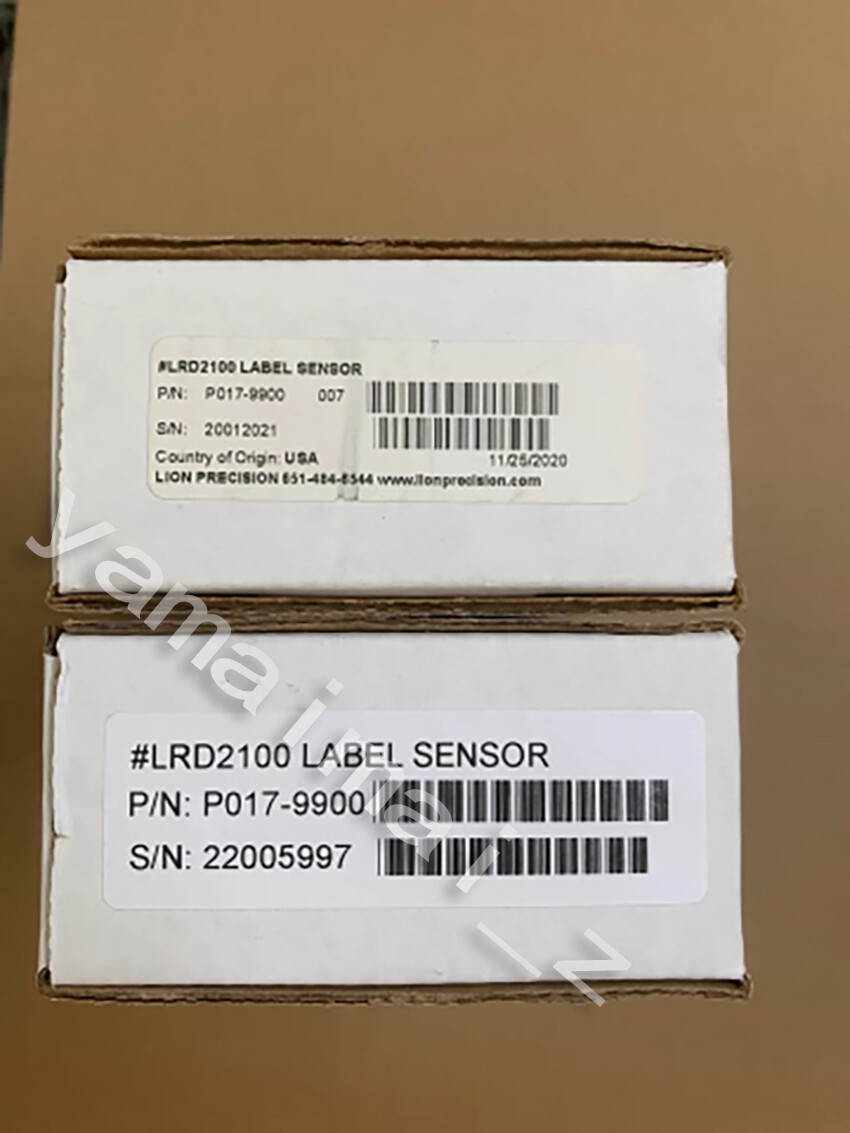 #LRD2100 LABEL SENSOR
P/N: P017-9900 007
S/N: 20012021
Country of Origin: USA 11/25/2020
LION PRECISION 651-484-6544 www.lionprecision.com
#LRD2100 LABEL SENSOR
P/N: P017-9900
S/N: 22005997
yamaimai_z